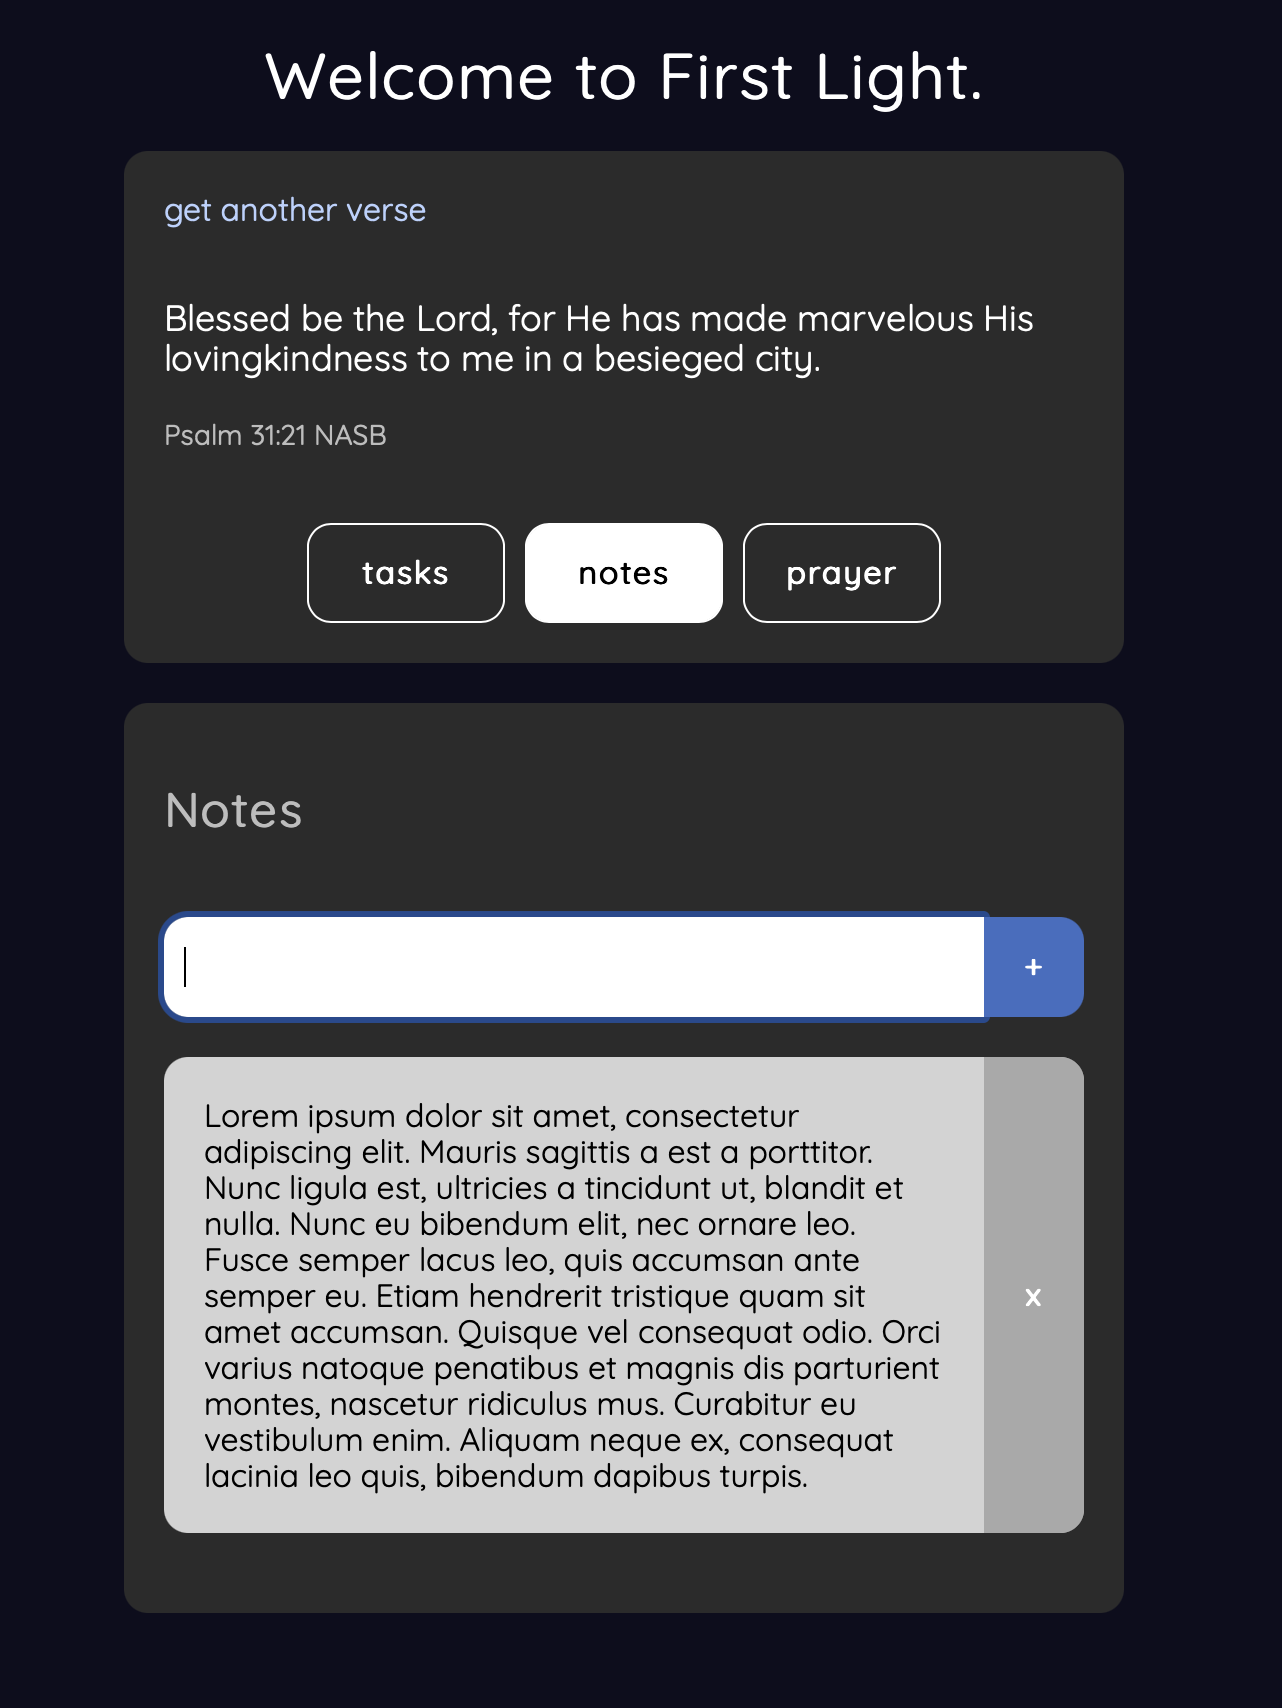 Welcome to First Light.
get another verse
Blessed be the Lord, for He has made marvelous His
lovingkindness to me in a besieged city.
Psalm 31:21 NASB
tasks
notes
prayer
Notes
+
Lorem ipsum dolor sit amet, consectetur
adipiscing elit. Mauris sagittis a est a porttitor.
Nunc ligula est, ultricies a tincidunt ut, blandit et
nulla. Nunc eu bibendum elit, nec ornare leo.
Fusce semper lacus leo, quis accumsan ante
semper eu. Etiam hendrerit tristique quam sit
amet accumsan. Quisque vel consequat odio. Orci
varius natoque penatibus et magnis dis parturient
montes, nascetur ridiculus mus. Curabitur eu
vestibulum enim. Aliquam neque ex, consequat
lacinia leo quis, bibendum dapibus turpis.
x